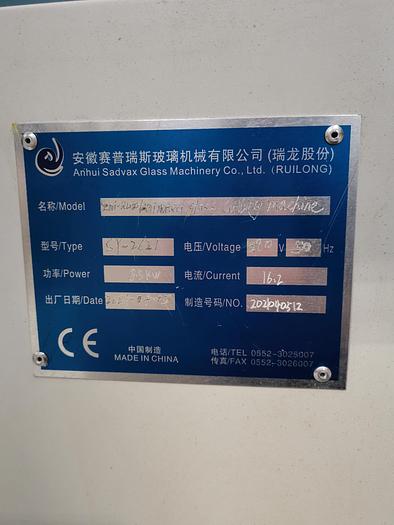 安徽赛普瑞斯玻璃机械有限公司(瑞龙股份)
Anhui Sadvax Glass Machinery Co., Ltd. (RUILONG)
名称/Model Machine
型号/Type 电压/Voltage V Hz
功率/Power 电流/Current 16.2
出厂日期/Date 制造号码/NO. 202040512
CE
中国制造
MADE IN CHINA
电话/TEL 0552-3025007
传真/FAX 0552-3026007